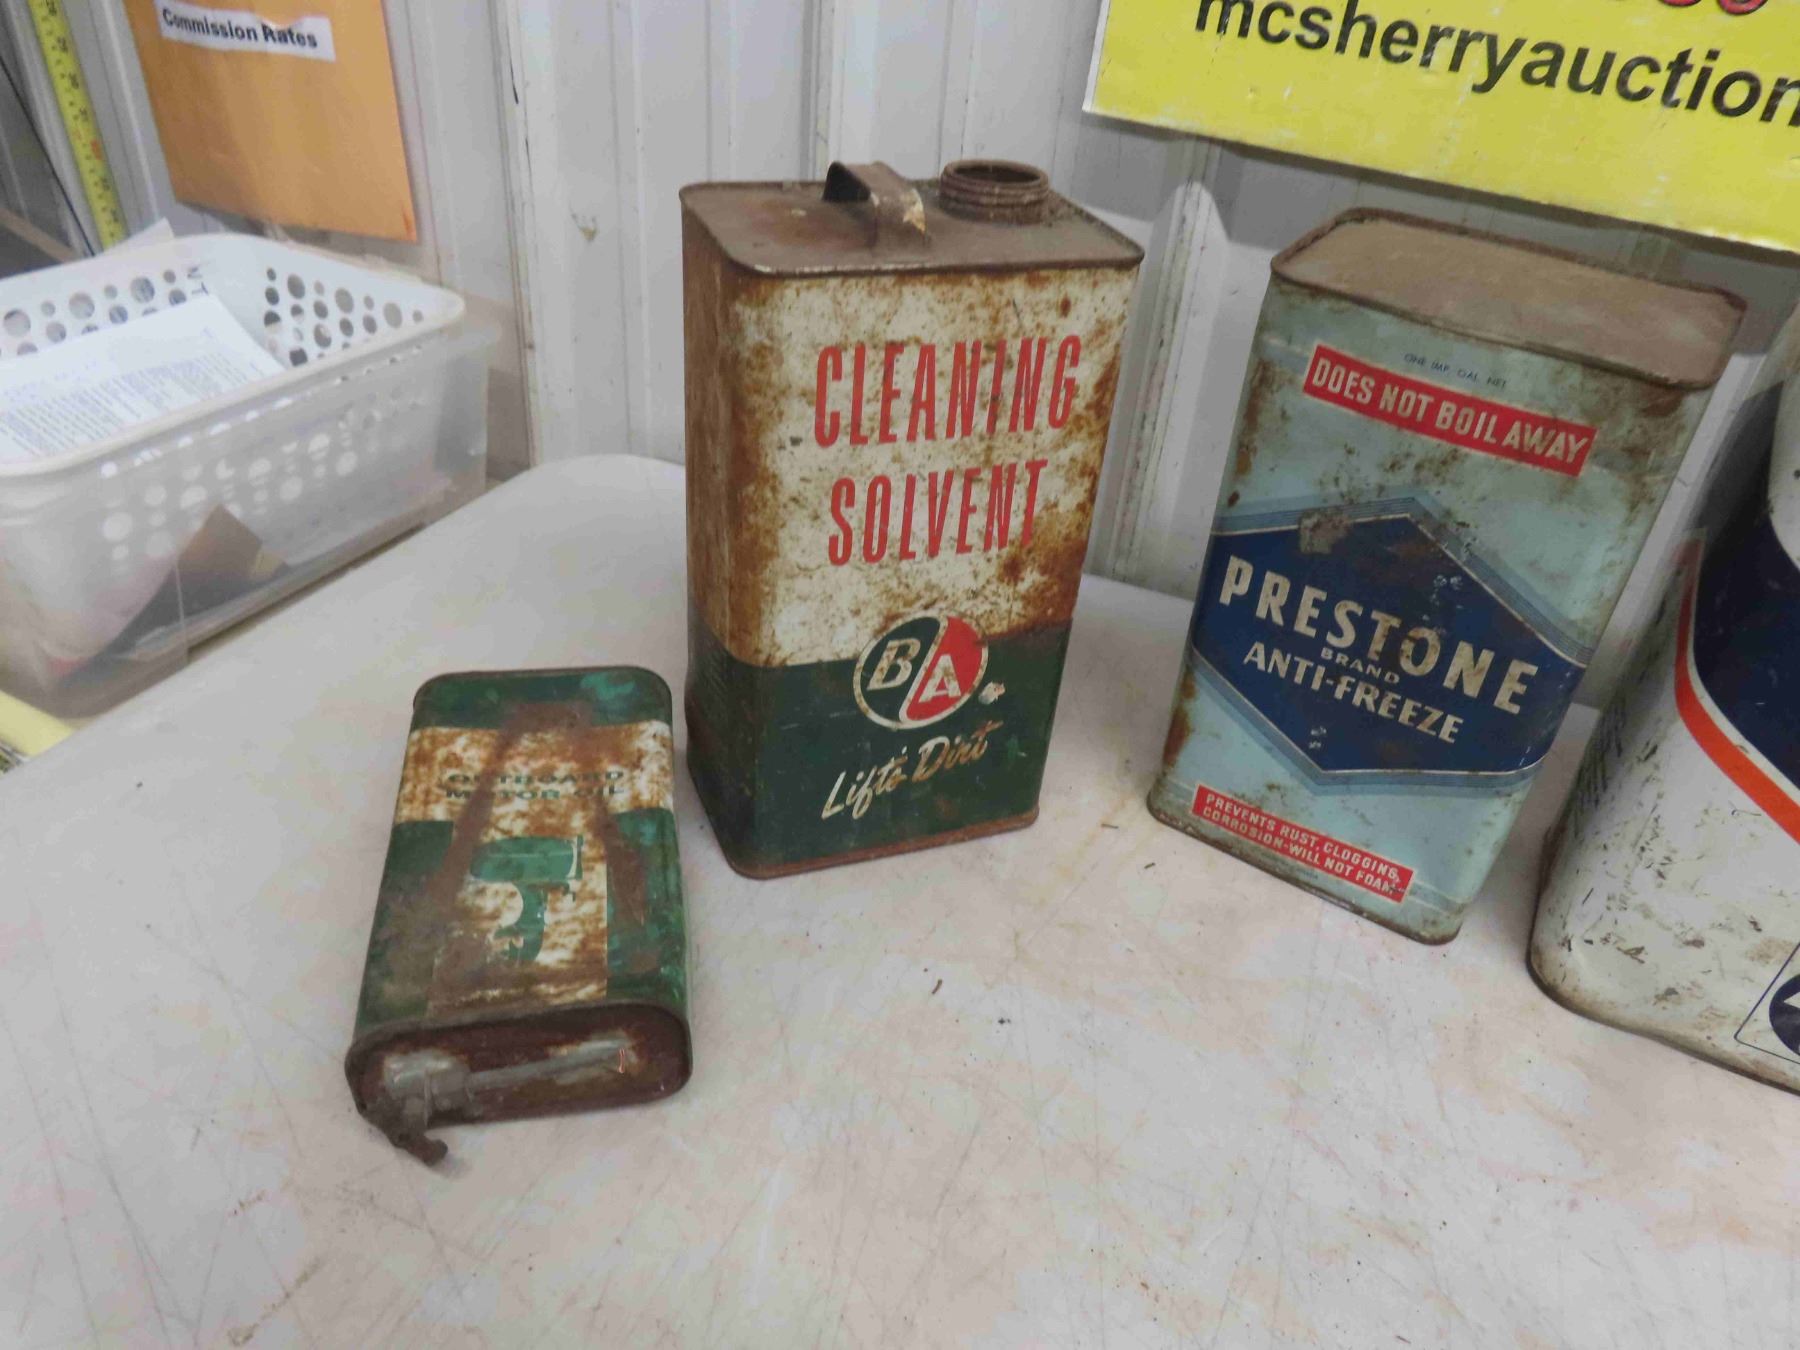 Commission Rates
mcsherryauction
CLEANING
SOLVENT
B/A
Lifts Dirt
ONE IMP. GAL. NET
DOES NOT BOIL AWAY
PRESTONE
BRAND
ANTI-FREEZE
PREVENTS RUST, CLOGGING,
CORROSION-WILL NOT FOAM
OUTBOARD
MOTOR OIL